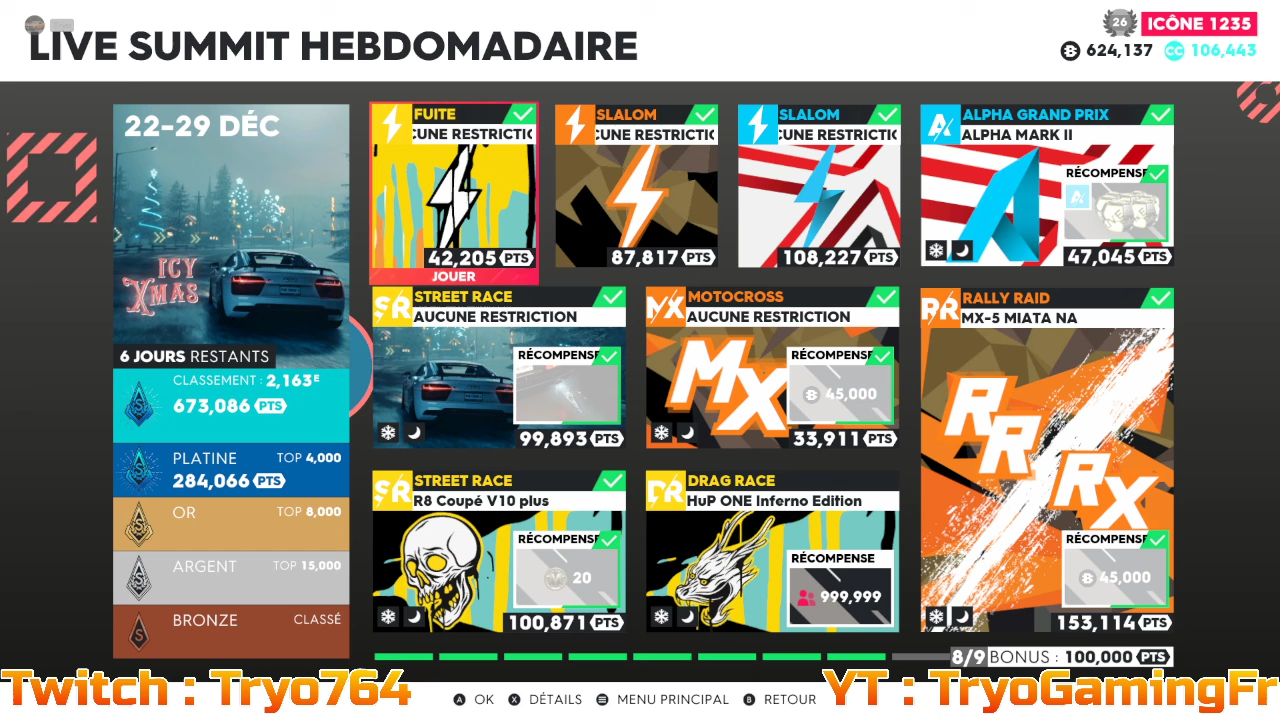 LIVE SUMMIT HEBDOMADAIRE
26 ICÔNE 1235
624,137 CC 106,443
22-29 DÉC
ICY XMAS
6 JOURS RESTANTS
CLASSEMENT : 2,163E
673,086 PTS
PLATINE TOP 4,000
284,066 PTS
OR TOP 8,000
ARGENT TOP 15,000
BRONZE CLASSÉ
FUITE
CUNE RESTRICTIO
42,205 PTS
JOUER
SLALOM
CUNE RESTRICTIO
87,817 PTS
SLALOM
CUNE RESTRICTIO
108,227 PTS
ALPHA GRAND PRIX
ALPHA MARK II
RÉCOMPENSE
47,045 PTS
SR STREET RACE
AUCUNE RESTRICTION
RÉCOMPENSE
99,893 PTS
MX MOTOCROSS
AUCUNE RESTRICTION
MX
RÉCOMPENSE
45,000
33,911 PTS
RR RALLY RAID
MX-5 MIATA NA
RR RX
RÉCOMPENSE
45,000
153,114 PTS
SR STREET RACE
R8 Coupé V10 plus
RÉCOMPENSE
20
100,871 PTS
DR DRAG RACE
HuP ONE Inferno Edition
RÉCOMPENSE
999,999
8/9 BONUS : 100,000 PTS
Twitch : Tryo764
A OK X DÉTAILS MENU PRINCIPAL B RETOUR
YT : TryoGamingFr